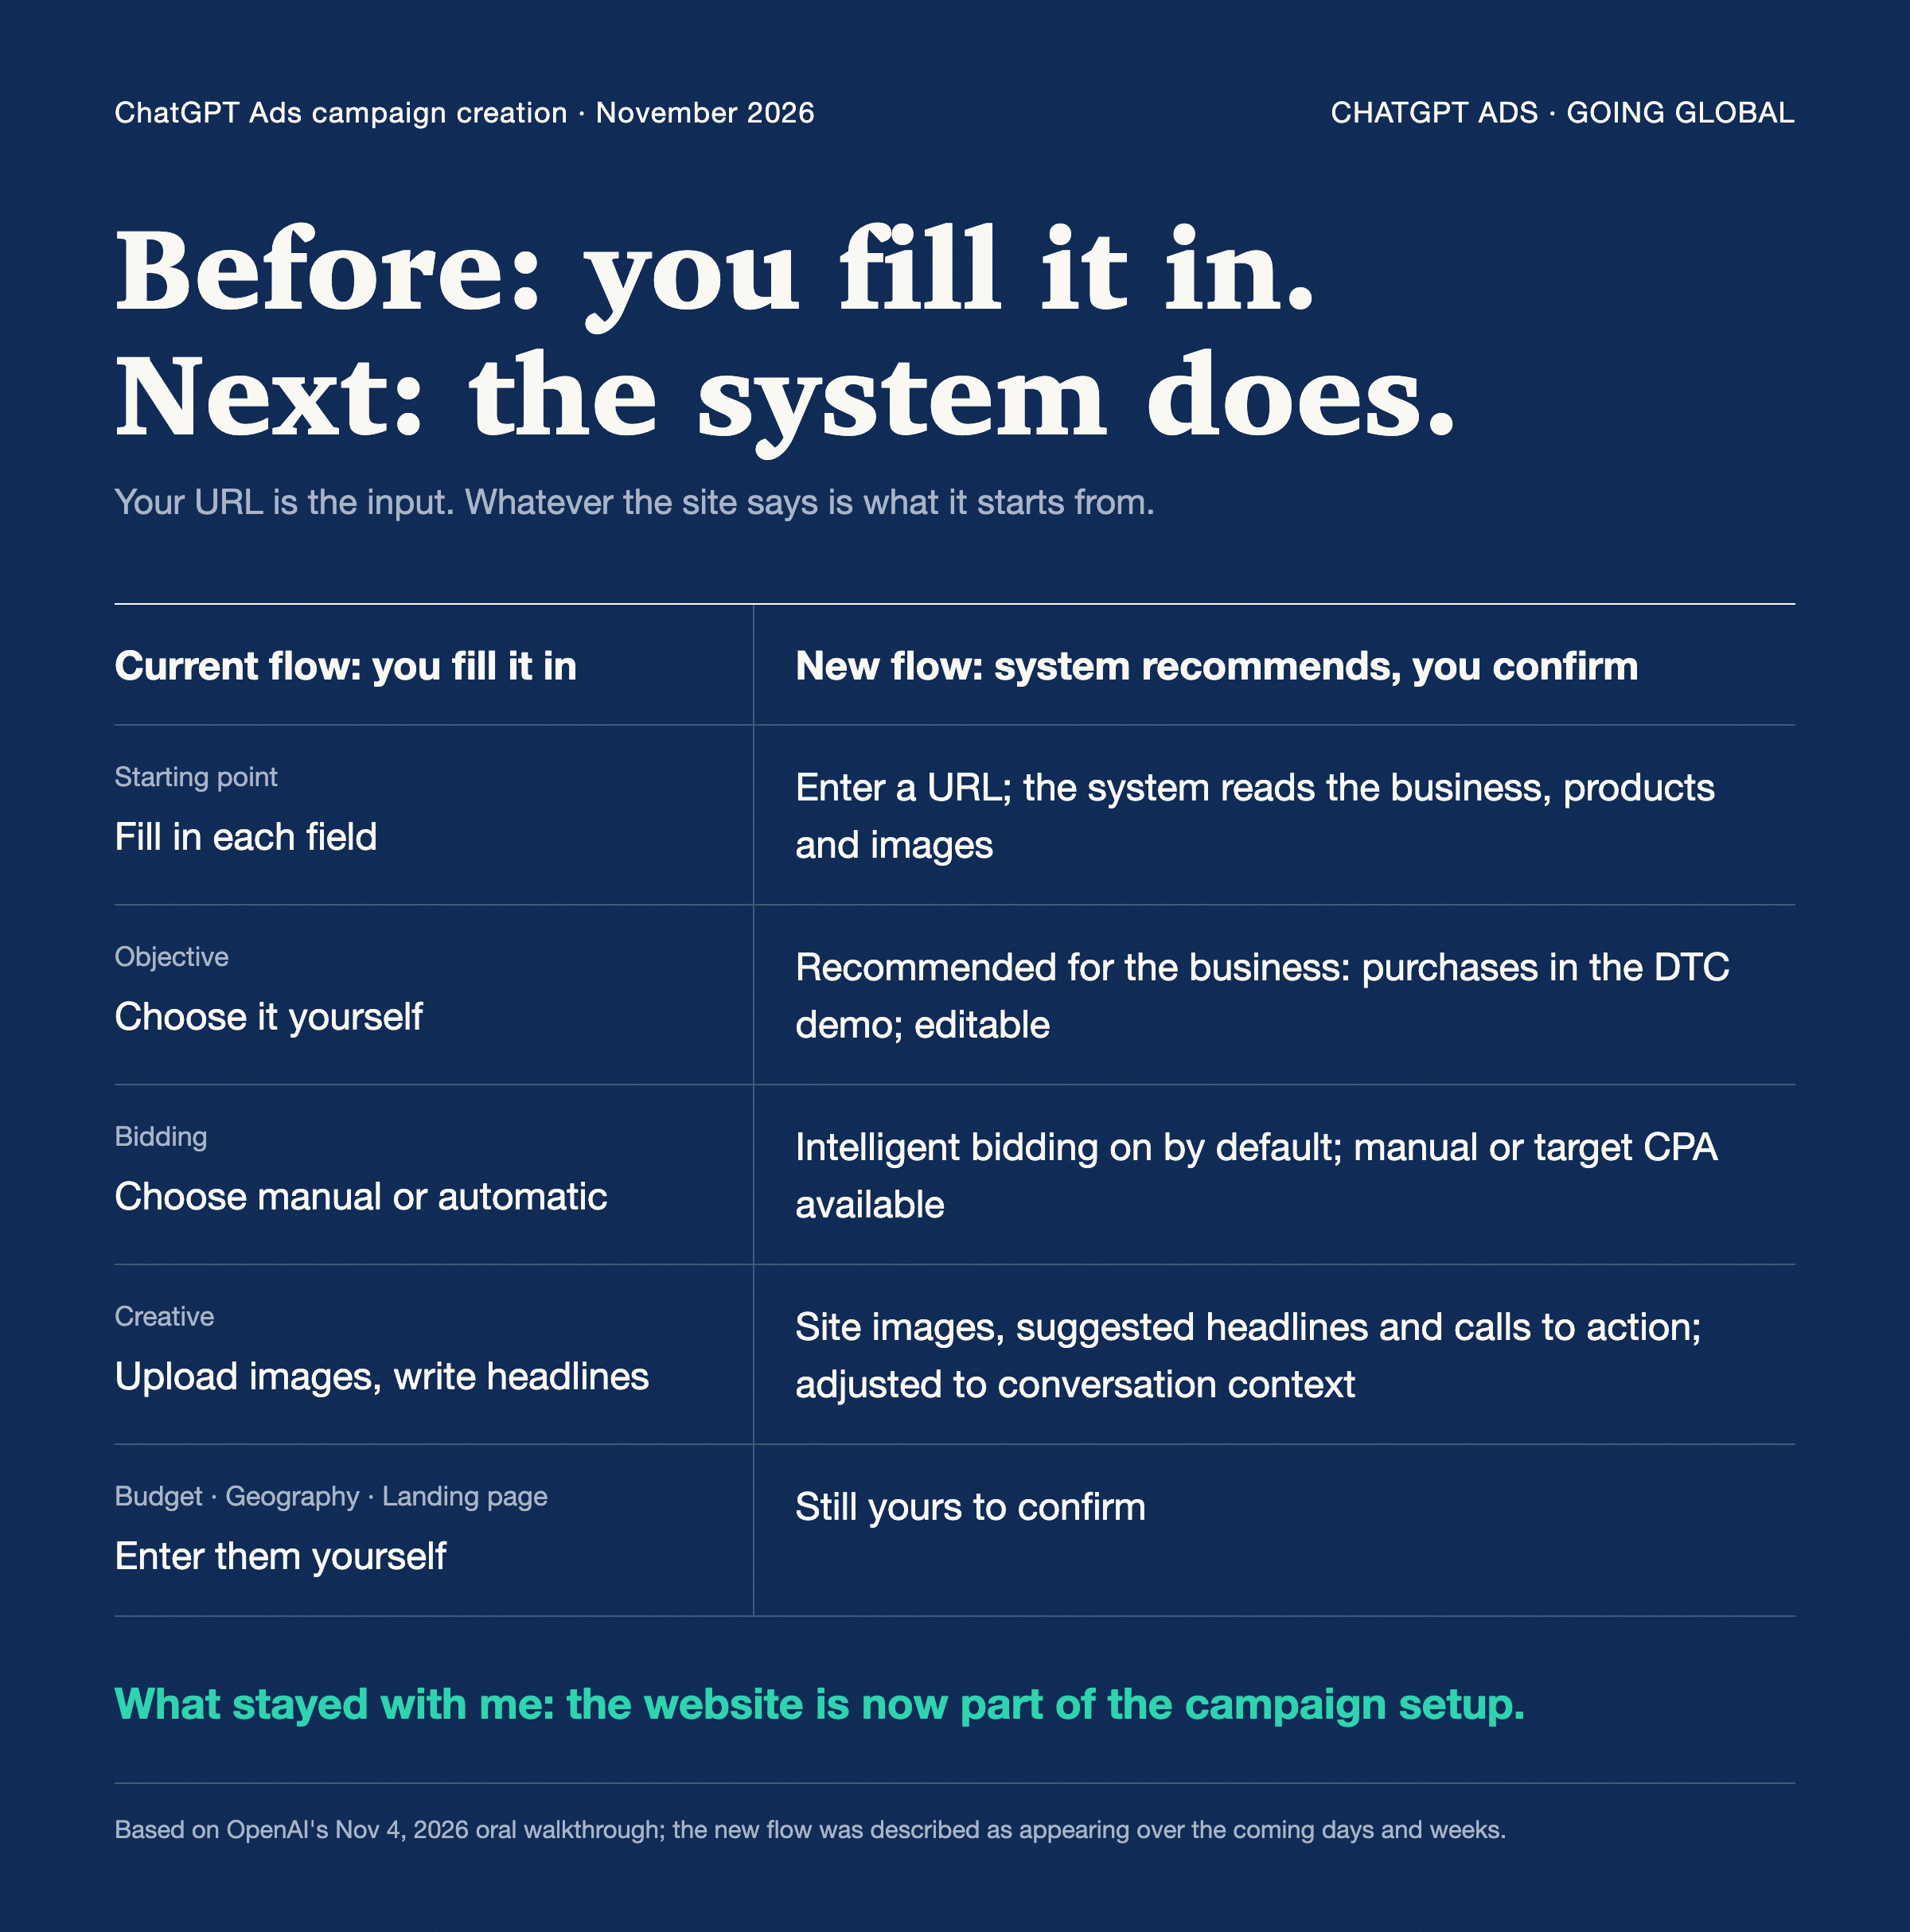 ChatGPT Ads campaign creation · November 2026
CHATGPT ADS · GOING GLOBAL
Before: you fill it in.
Next: the system does.
Your URL is the input. Whatever the site says is what it starts from.
Current flow: you fill it in
New flow: system recommends, you confirm
Starting point
Fill in each field
Enter a URL; the system reads the business, products
and images
Objective
Choose it yourself
Recommended for the business: purchases in the DTC
demo; editable
Bidding
Choose manual or automatic
Intelligent bidding on by default; manual or target CPA
available
Creative
Upload images, write headlines
Site images, suggested headlines and calls to action;
adjusted to conversation context
Budget · Geography · Landing page
Enter them yourself
Still yours to confirm
What stayed with me: the website is now part of the campaign setup.
Based on OpenAI's Nov 4, 2026 oral walkthrough; the new flow was described as appearing over the coming days and weeks.